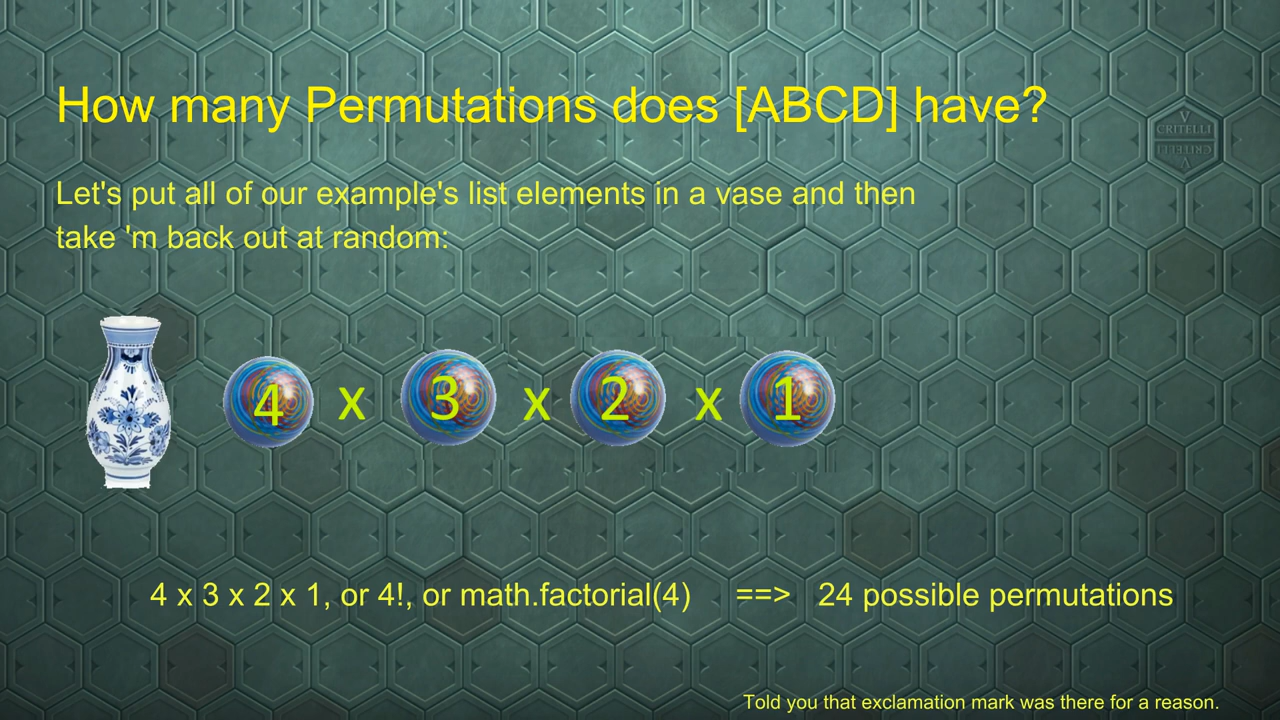 How many Permutations does [ABCD] have?
V
CRITELLI
CRITELLI
V
Let's put all of our example's list elements in a vase and then
take 'm back out at random:
4 x 3 x 2 x 1
4 x 3 x 2 x 1, or 4!, or math.factorial(4) ==> 24 possible permutations
Told you that exclamation mark was there for a reason.